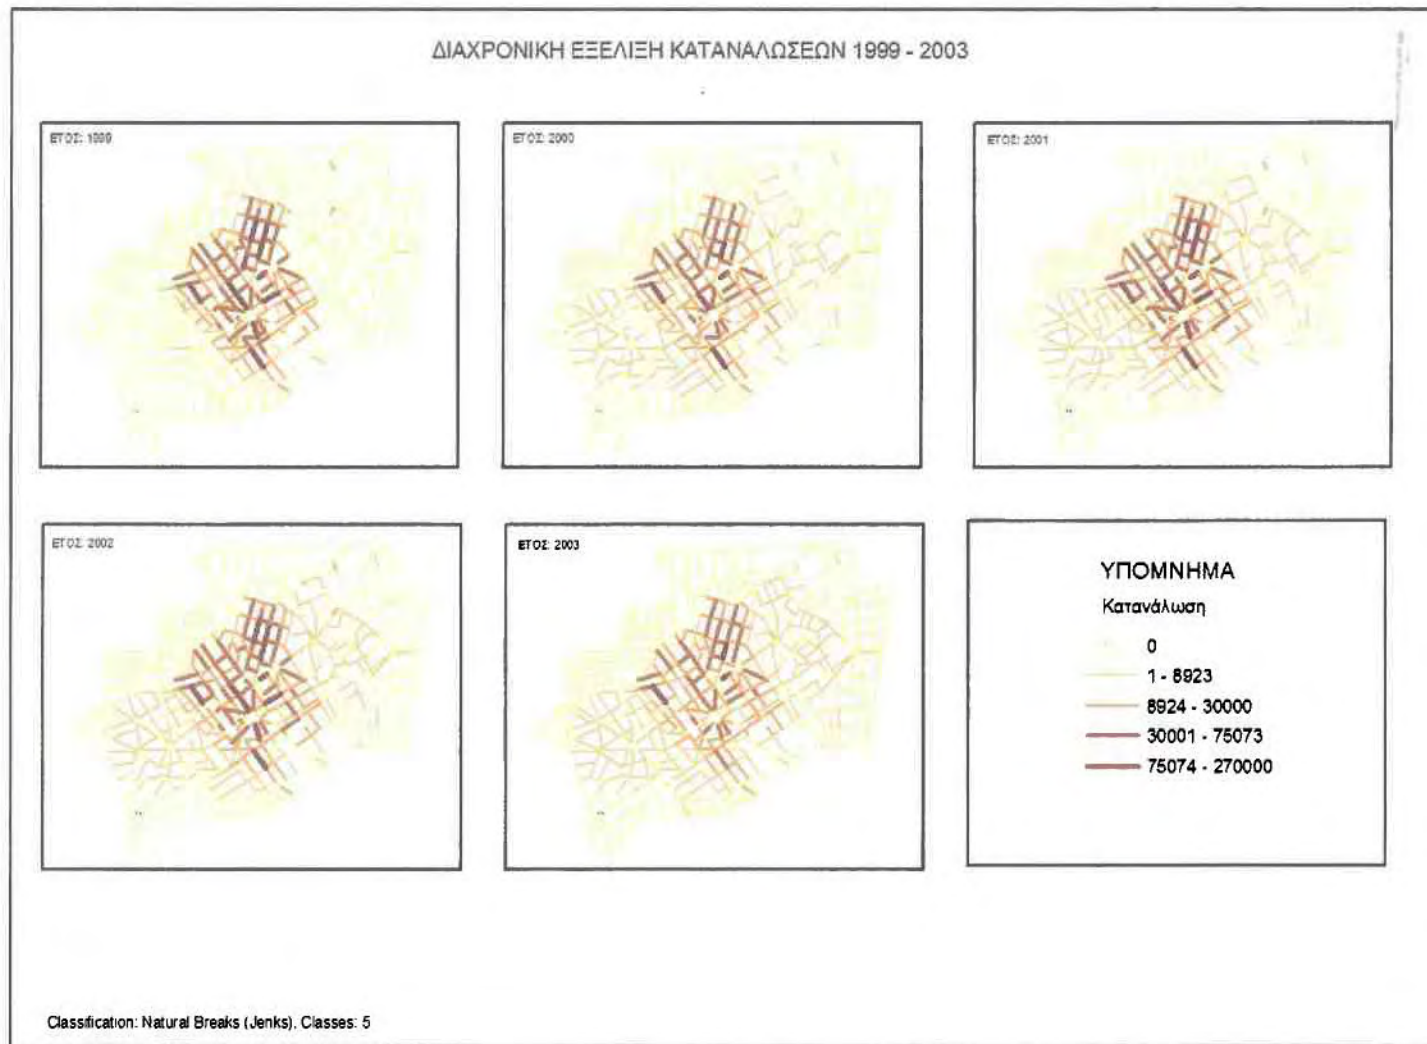 ΔΙΑΧΡΟΝΙΚΗ ΕΞΕΛΙΞΗ ΚΑΤΑΝΑΛΩΣΕΩΝ 1999 - 2003
ΕΤΟΣ: 1999
ΕΤΟΣ: 2000
ΕΤΟΣ: 2001
ΕΤΟΣ: 2002
ΕΤΟΣ: 2003
ΥΠΟΜΝΗΜΑ
Κατανάλωση
0
1 - 8923
8924 - 30000
30001 - 75073
75074 - 270000
Classification: Natural Breaks (Jenks), Classes: 5